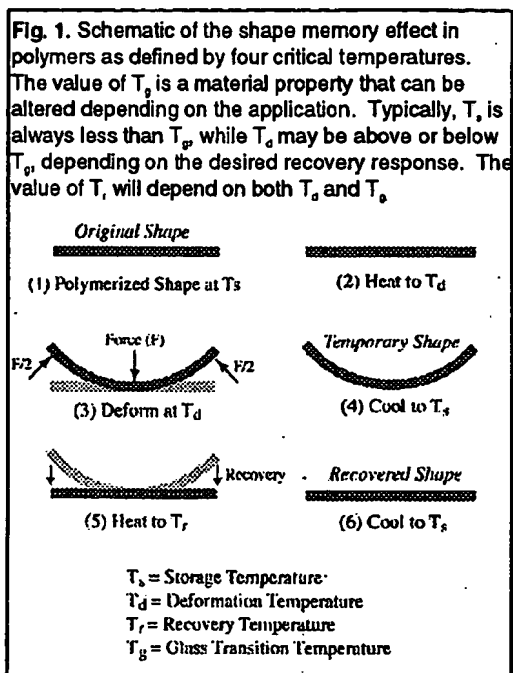 Fig. 1. Schematic of the shape memory effect in
polymers as defined by four critical temperatures.
The value of Tg is a material property that can be
altered depending on the application. Typically, Ts is
always less than Tg, while Td may be above or below
Tg, depending on the desired recovery response. The
value of Tr will depend on both Td and Tg.
Original Shape
(1) Polymerized Shape at Ts
(2) Heat to Td
Force (F)
F/2
F/2
(3) Deform at Td
Temporary Shape
(4) Cool to Ts
Recovery
(5) Heat to Tr
Recovered Shape
(6) Cool to Ts
Ts = Storage Temperature
Td = Deformation Temperature
Tr = Recovery Temperature
Tg = Glass Transition Temperature